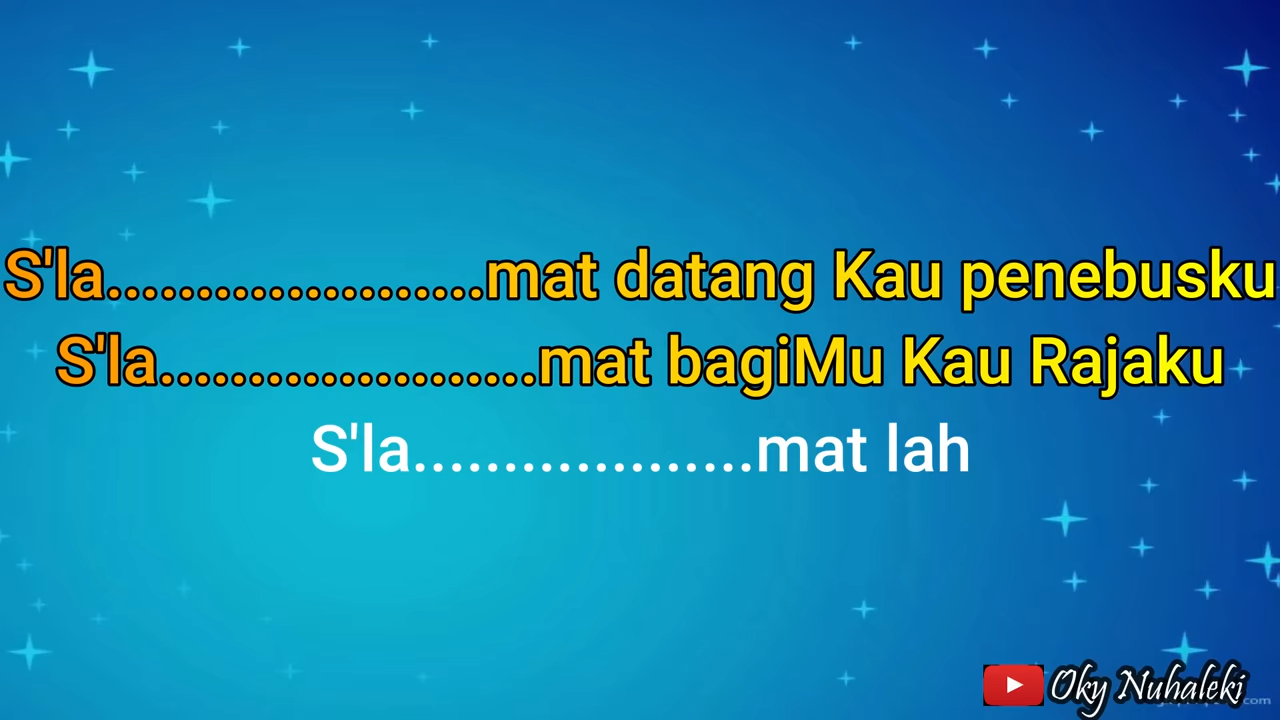 S'la.....................mat datang Kau penebusku
S'la.....................mat bagiMu Kau Rajaku
S'la...................mat lah
Oky Nuhaleki